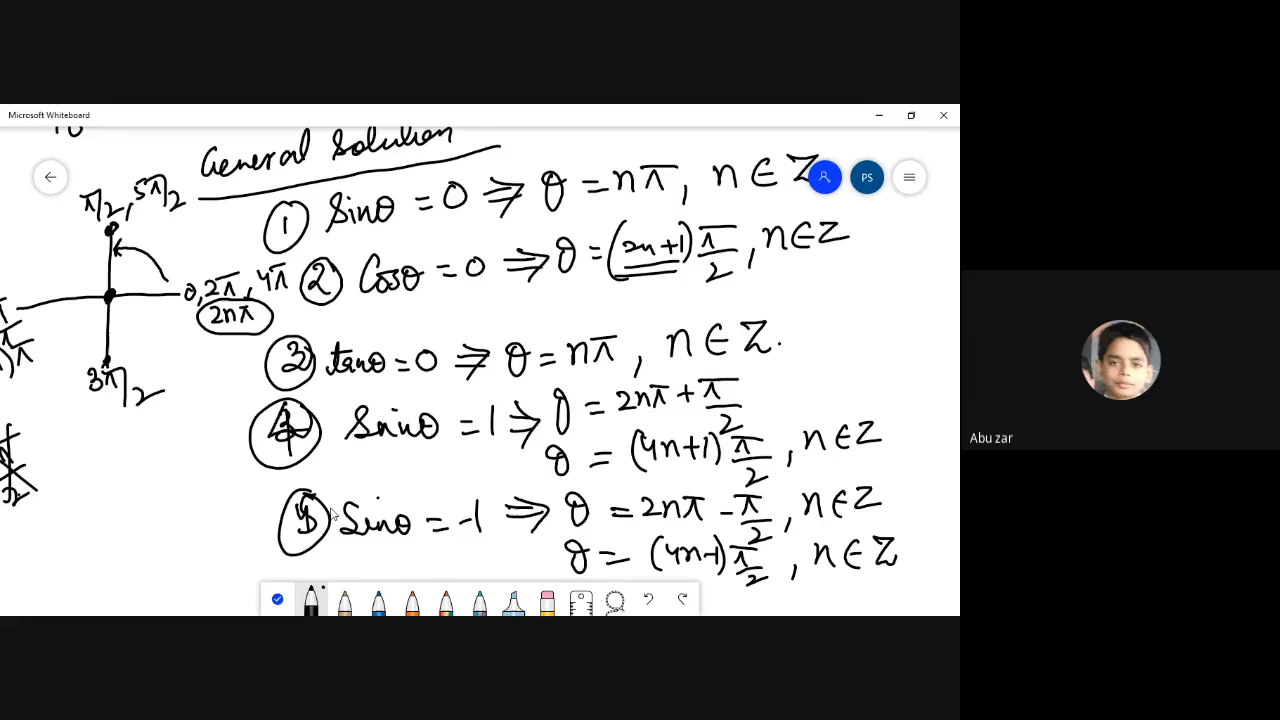 Microsoft Whiteboard
General Solution
PS
π/2, 5π/2
① Sinθ = 0 ⇒ θ = nπ, n ∈ Z
② Cosθ = 0 ⇒ θ = (2n+1)π/2, n ∈ Z
0, 2π, 4π
2nπ
③ tanθ = 0 ⇒ θ = nπ, n ∈ Z.
3π/2
④ Sinθ = 1 ⇒ θ = 2nπ + π/2
θ = (4n+1)π/2, n ∈ Z
⑤ Sinθ = -1 ⇒ θ = 2nπ - π/2, n ∈ Z
θ = (4n-1)π/2, n ∈ Z
Abu zar